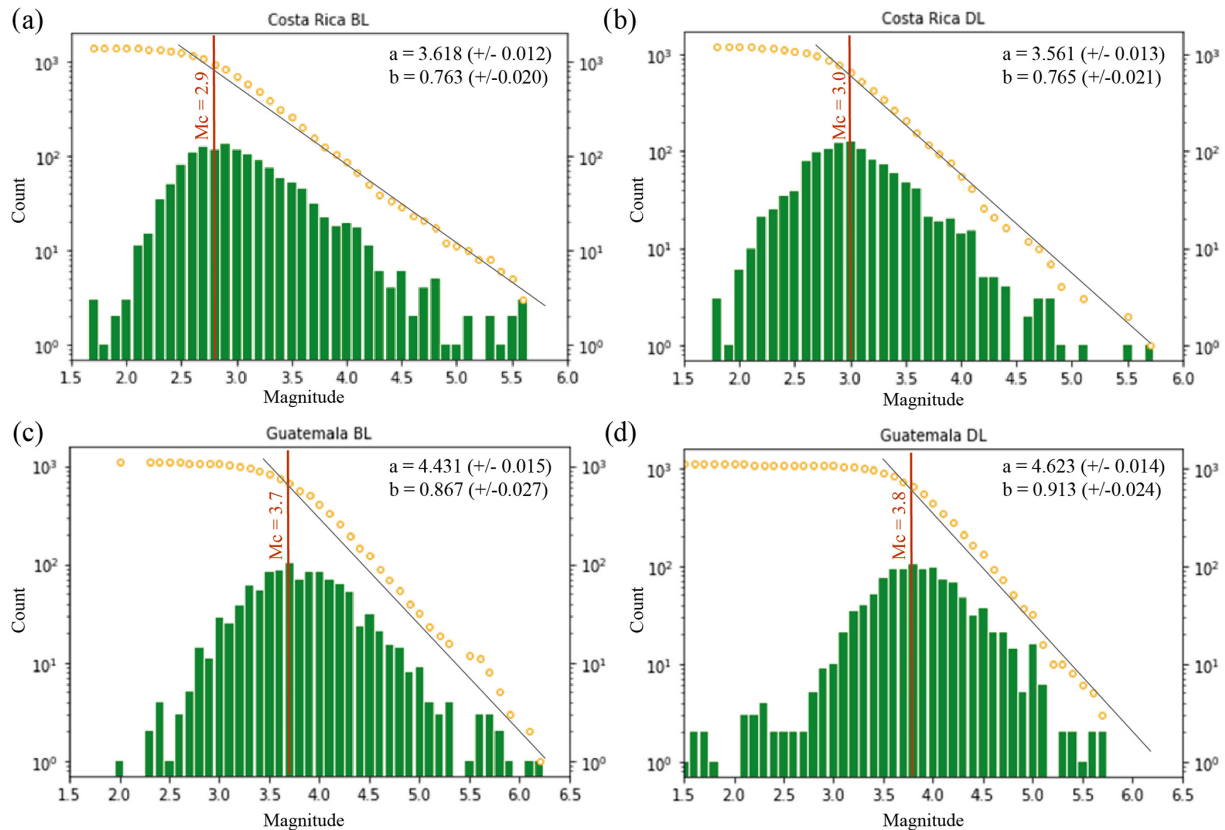 (a)
Costa Rica BL
a = 3.618 (+/- 0.012)
b = 0.763 (+/-0.020)
Mc = 2.9
Count
10³
10²
10¹
10⁰
10³
10²
10¹
10⁰
1.5 2.0 2.5 3.0 3.5 4.0 4.5 5.0 5.5 6.0
Magnitude
(b)
Costa Rica DL
a = 3.561 (+/- 0.013)
b = 0.765 (+/-0.021)
Mc = 3.0
Count
10³
10²
10¹
10⁰
10³
10²
10¹
10⁰
1.5 2.0 2.5 3.0 3.5 4.0 4.5 5.0 5.5 6.0
Magnitude
(c)
Guatemala BL
a = 4.431 (+/- 0.015)
b = 0.867 (+/-0.027)
Mc = 3.7
Count
10³
10²
10¹
10⁰
10³
10²
10¹
10⁰
1.5 2.0 2.5 3.0 3.5 4.0 4.5 5.0 5.5 6.0 6.5
Magnitude
(d)
Guatemala DL
a = 4.623 (+/- 0.014)
b = 0.913 (+/-0.024)
Mc = 3.8
Count
10³
10²
10¹
10⁰
10³
10²
10¹
10⁰
1.5 2.0 2.5 3.0 3.5 4.0 4.5 5.0 5.5 6.0 6.5
Magnitude